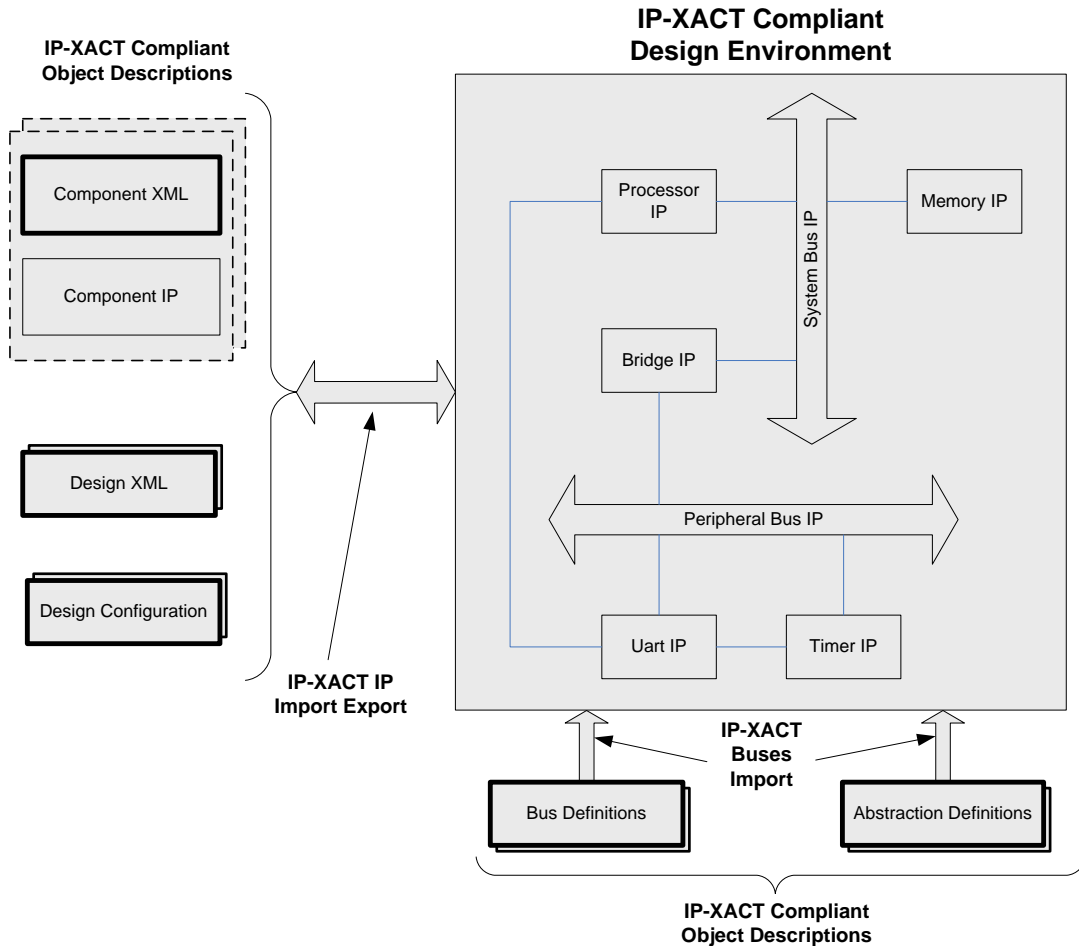 IP-XACT Compliant
Design Environment
IP-XACT Compliant
Object Descriptions
Component XML
Component IP
Design XML
Design Configuration
IP-XACT IP
Import Export
Processor
IP
System Bus IP
Memory IP
Bridge IP
Peripheral Bus IP
Uart IP
Timer IP
IP-XACT
Buses
Import
Bus Definitions
Abstraction Definitions
IP-XACT Compliant
Object Descriptions